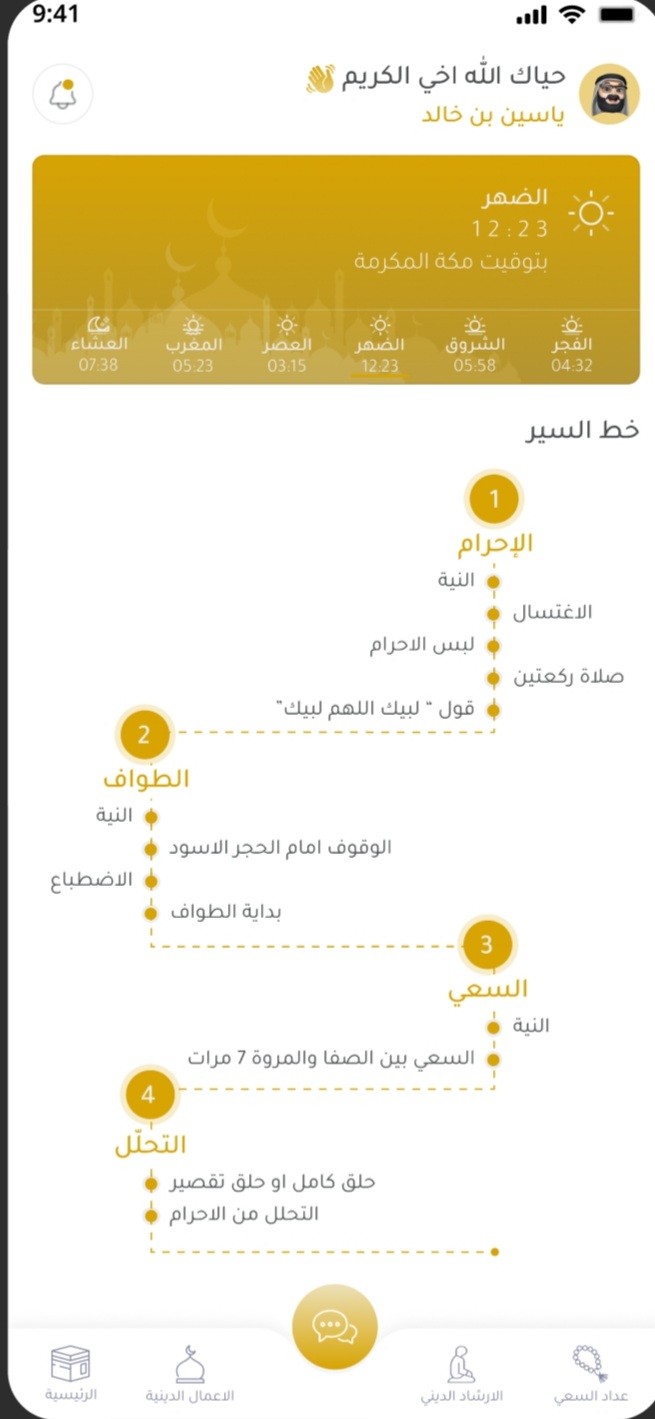 9:41
حياك الله اخي الكريم 👋
ياسين بن خالد
الضهر
12:23
بتوقيت مكة المكرمة
الفجر الشروق الضهر العصر المغرب العشاء
04:32 05:58 12:23 03:15 05:23 07:38
خط السير
1
الإحرام
النية
الاغتسال
لبس الاحرام
صلاة ركعتين
قول “ لبيك اللهم لبيك”
2
الطواف
النية
الوقوف امام الحجر الاسود
الاضطباع
بداية الطواف
3
السعي
النية
السعي بين الصفا والمروة 7 مرات
4
التحلّل
حلق كامل او حلق تقصير
التحلل من الاحرام
عداد السعي الارشاد الديني الاعمال الدينية الرئيسية